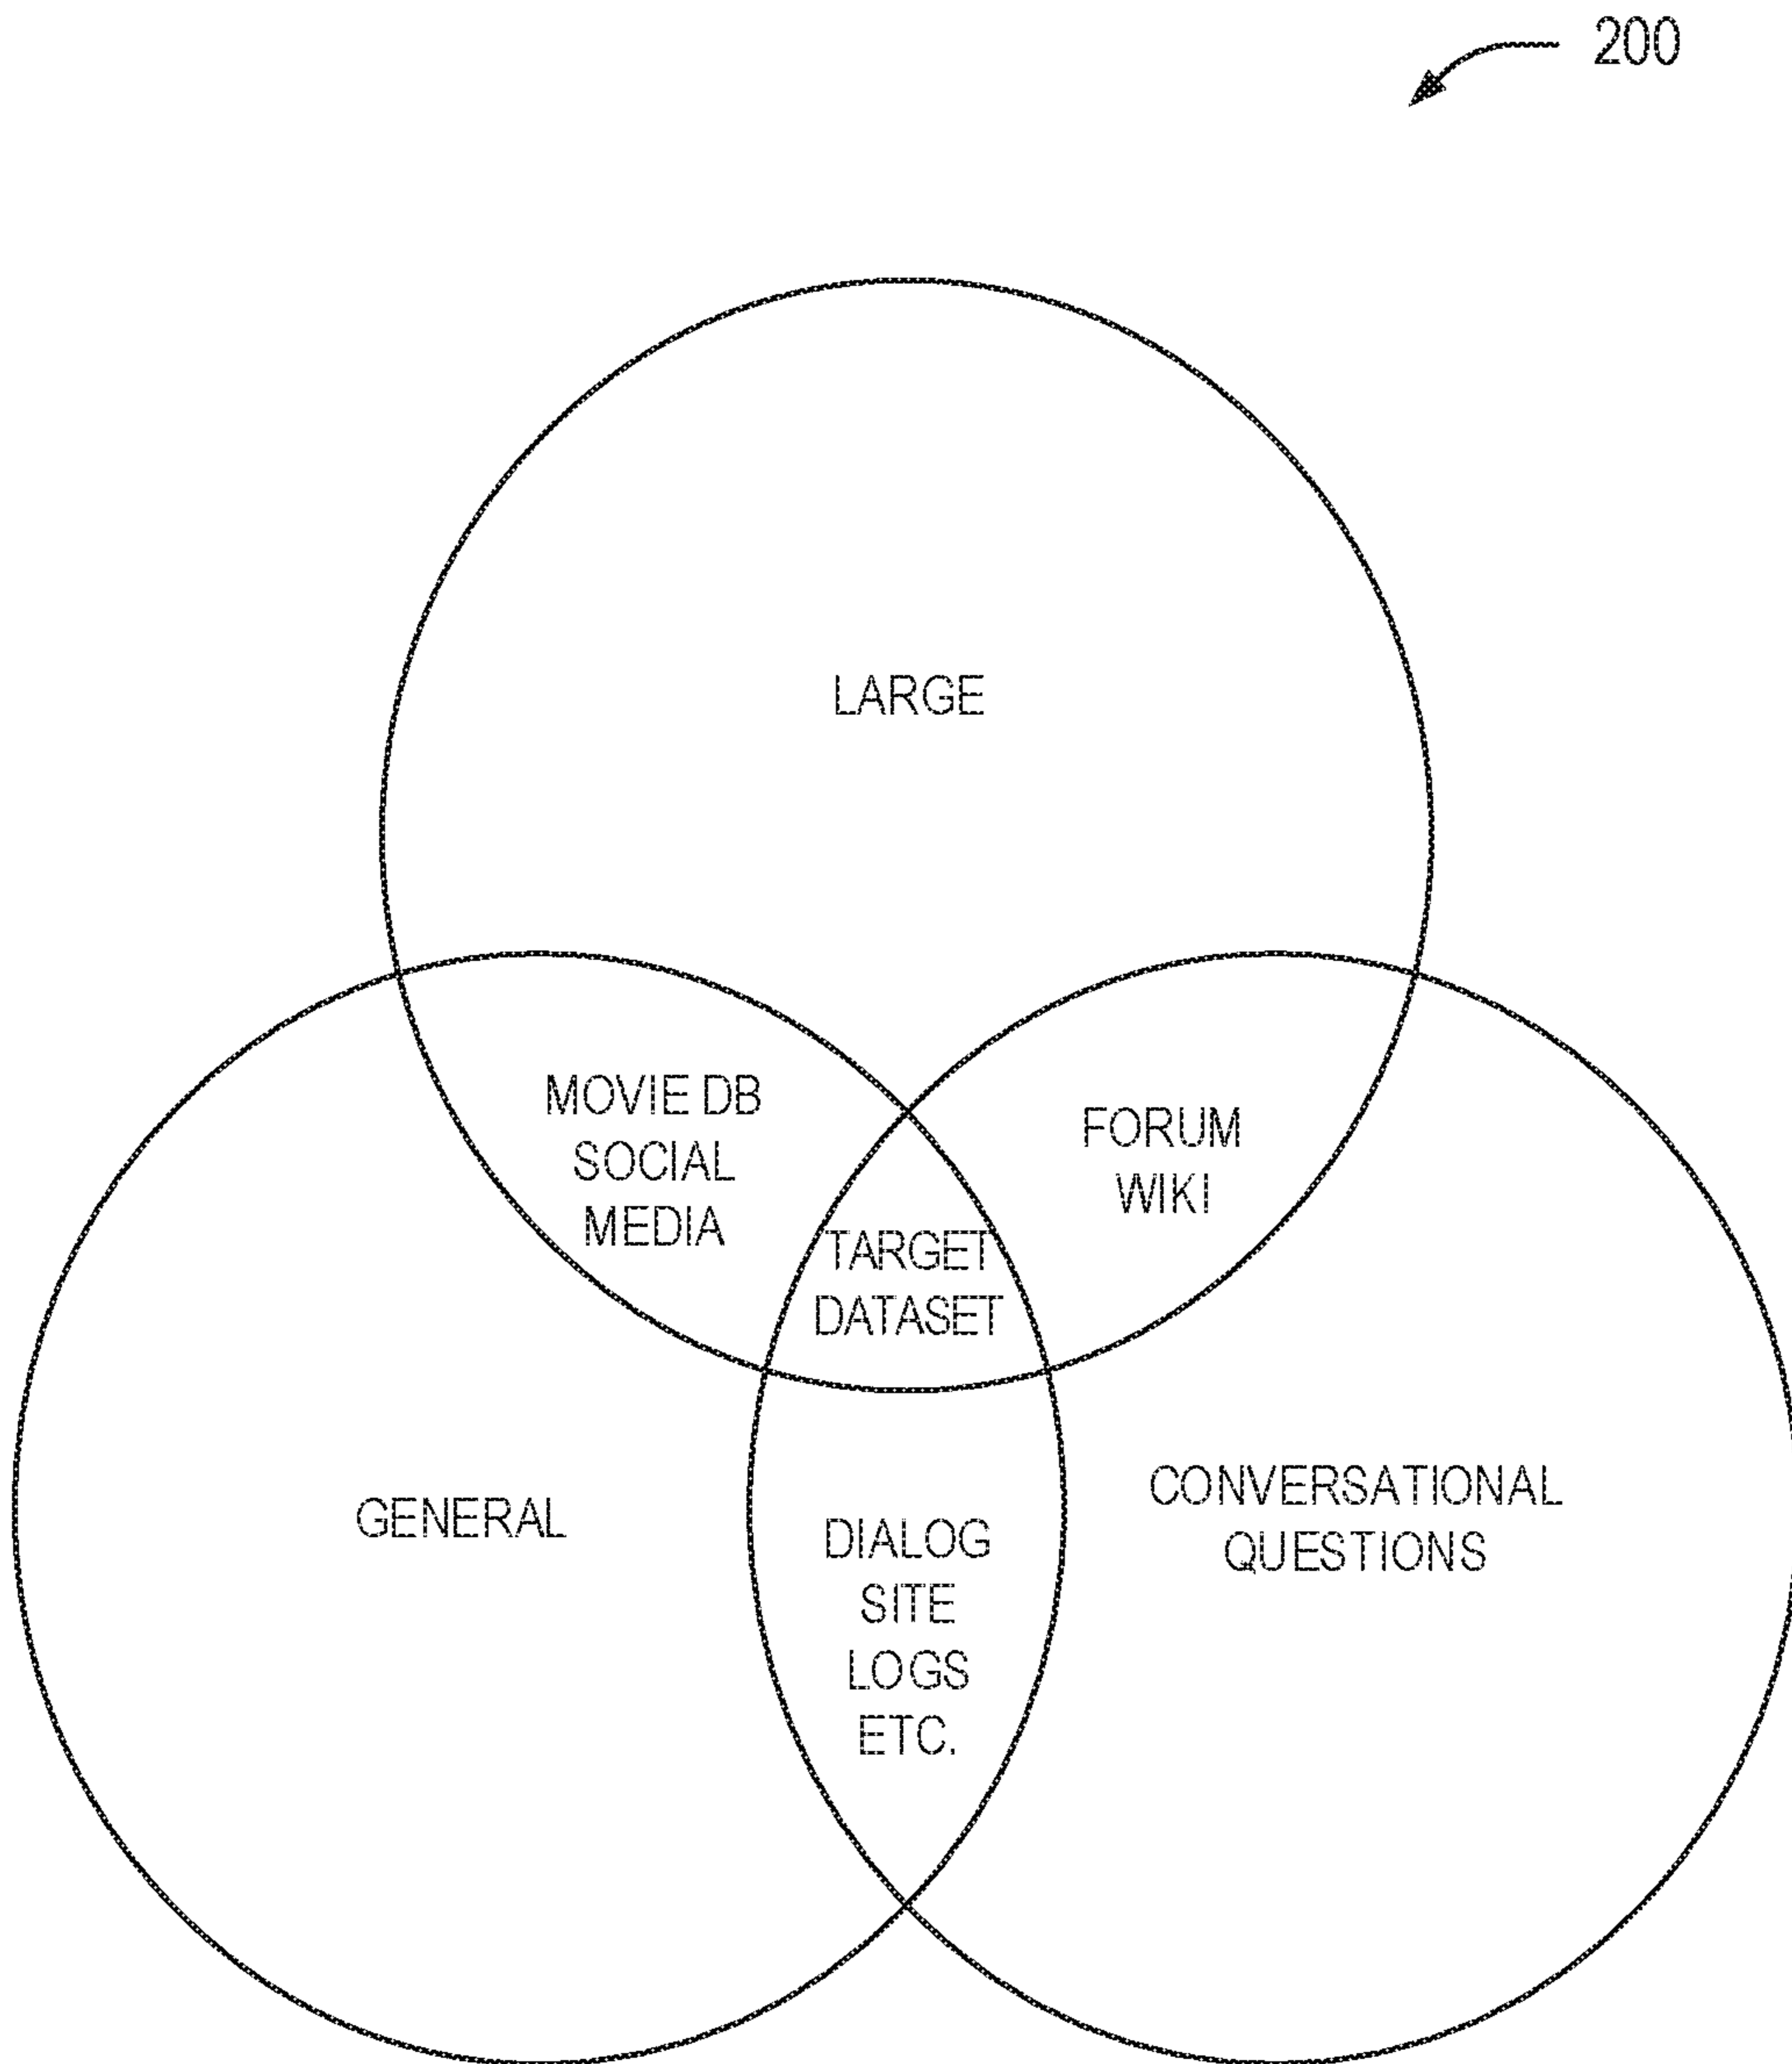 200
LARGE
MOVIE DB
SOCIAL
MEDIA
FORUM
WIKI
TARGET
DATASET
GENERAL
CONVERSATIONAL
QUESTIONS
DIALOG
SITE
LOGS
ETC.